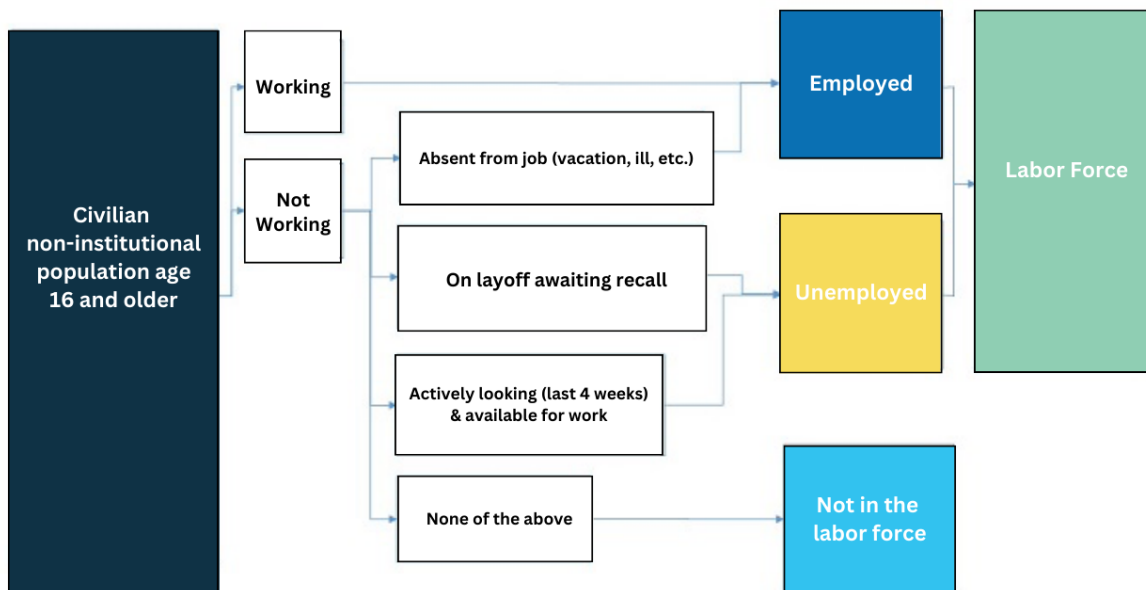 Civilian
non-institutional
population age
16 and older
Working
Not
Working
Absent from job (vacation, ill, etc.)
On layoff awaiting recall
Actively looking (last 4 weeks)
& available for work
None of the above
Employed
Unemployed
Not in the
labor force
Labor Force